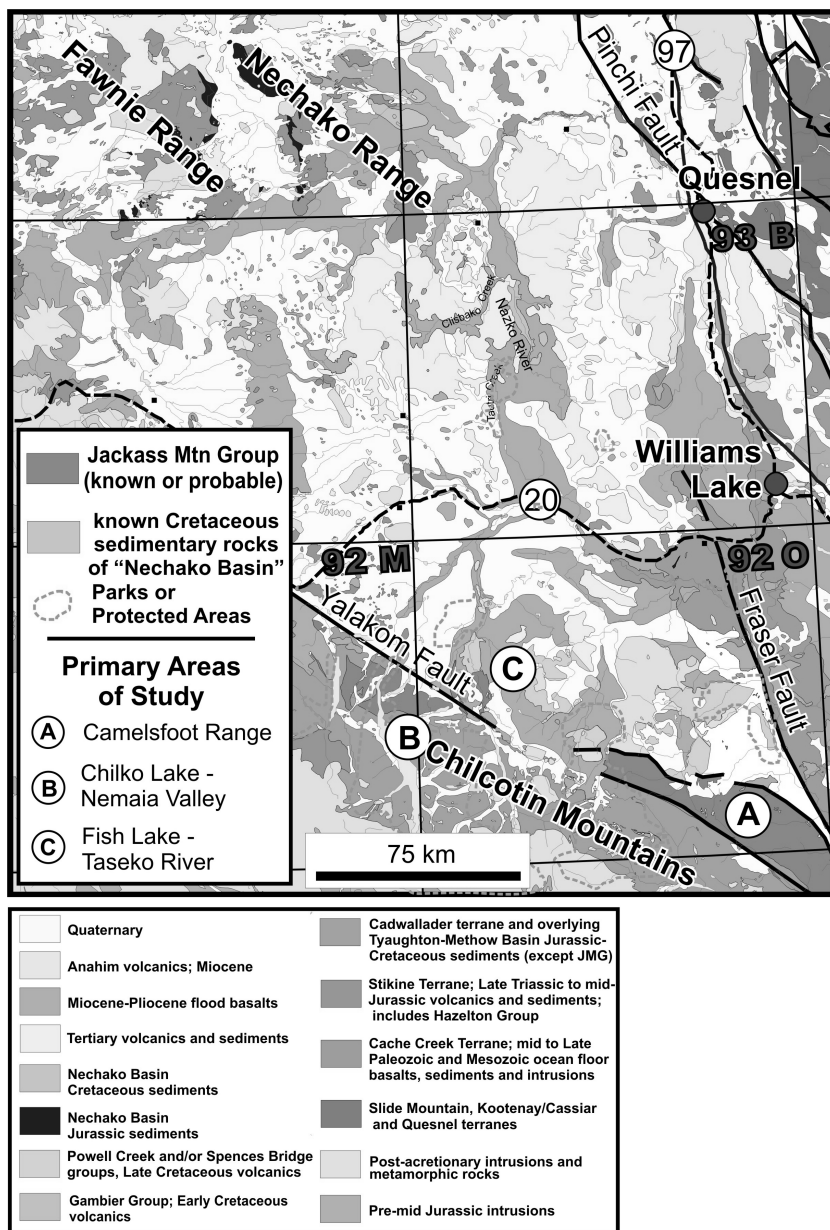 Fawnie Range
Nechako Range
Pinchi Fault
97
Quesnel
93 B
Clisbako Creek
Nazko River
Williams
Lake
20
92 M
92 O
Yalakom Fault
Fraser Fault
C
B
Chilcotin Mountains
A
75 km
Jackass Mtn Group
(known or probable)
known Cretaceous
sedimentary rocks
of “Nechako Basin”
Parks or
Protected Areas
Primary Areas
of Study
A Camelsfoot Range
B Chilko Lake -
Nemaia Valley
C Fish Lake -
Taseko River
Quaternary
Anahim volcanics; Miocene
Miocene-Pliocene flood basalts
Tertiary volcanics and sediments
Nechako Basin
Cretaceous sediments
Nechako Basin
Jurassic sediments
Powell Creek and/or Spences Bridge
groups, Late Cretaceous volcanics
Gambier Group; Early Cretaceous
volcanics
Cadwallader terrane and overlying
Tyaughton-Methow Basin Jurassic-
Cretaceous sediments (except JMG)
Stikine Terrane; Late Triassic to mid-
Jurassic volcanics and sediments;
includes Hazelton Group
Cache Creek Terrane; mid to Late
Paleozoic and Mesozoic ocean floor
basalts, sediments and intrusions
Slide Mountain, Kootenay/Cassiar
and Quesnel terranes
Post-acretionary intrusions and
metamorphic rocks
Pre-mid Jurassic intrusions